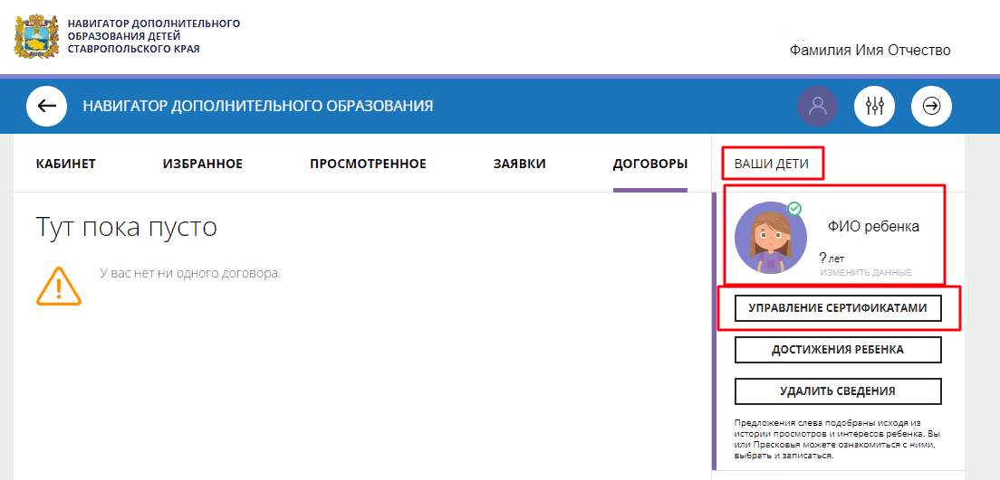 НАВИГАТОР ДОПОЛНИТЕЛЬНОГО
ОБРАЗОВАНИЯ ДЕТЕЙ
СТАВРОПОЛЬСКОГО КРАЯ
Фамилия Имя Отчество
НАВИГАТОР ДОПОЛНИТЕЛЬНОГО ОБРАЗОВАНИЯ
КАБИНЕТ ИЗБРАННОЕ ПРОСМОТРЕННОЕ ЗАЯВКИ ДОГОВОРЫ
Тут пока пусто
У вас нет ни одного договора.
ВАШИ ДЕТИ
ФИО ребенка
? лет
ИЗМЕНИТЬ ДАННЫЕ
УПРАВЛЕНИЕ СЕРТИФИКАТАМИ
ДОСТИЖЕНИЯ РЕБЕНКА
УДАЛИТЬ СВЕДЕНИЯ
Предложения слева подобраны исходя из
истории просмотров и интересов ребенка. Вы
или Прасковья можете ознакомиться с ними,
выбрать и записаться.